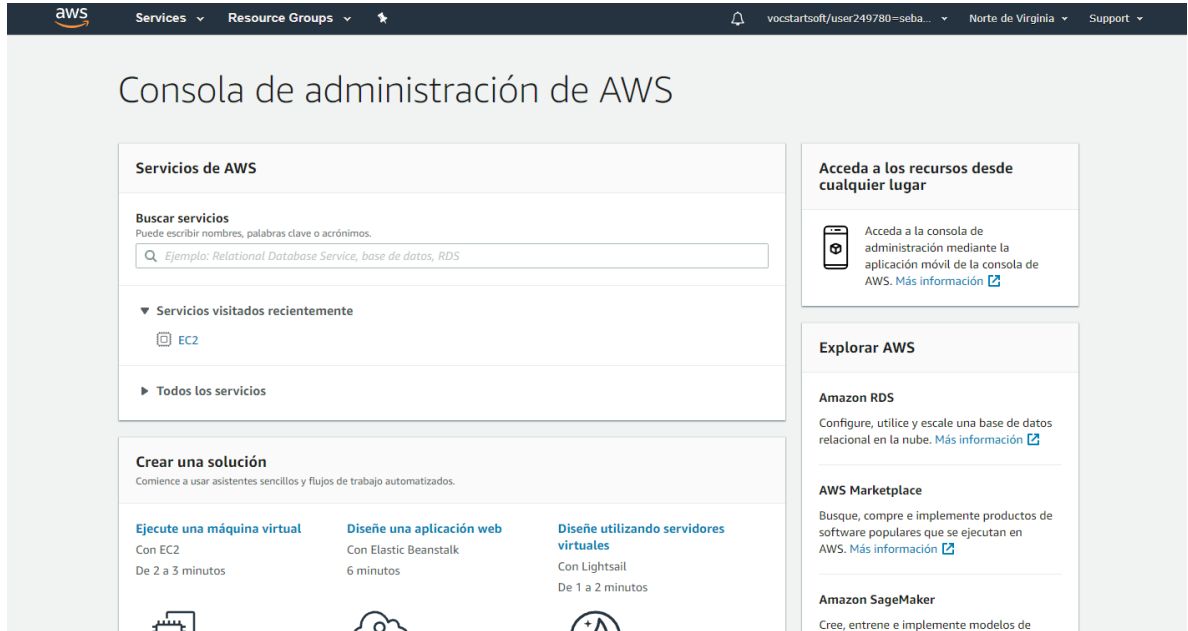 aws
Services
Resource Groups
vocstartsoft/user249780=seba...
Norte de Virginia
Support
Consola de administración de AWS
Servicios de AWS
Buscar servicios
Puede escribir nombres, palabras clave o acrónimos.
Ejemplo: Relational Database Service, base de datos, RDS
Servicios visitados recientemente
EC2
Todos los servicios
Crear una solución
Comience a usar asistentes sencillos y flujos de trabajo automatizados.
Ejecute una máquina virtual
Con EC2
De 2 a 3 minutos
Diseñe una aplicación web
Con Elastic Beanstalk
6 minutos
Diseñe utilizando servidores
virtuales
Con Lightsail
De 1 a 2 minutos
Acceda a los recursos desde
cualquier lugar
Acceda a la consola de
administración mediante la
aplicación móvil de la consola de
AWS. Más información
Explorar AWS
Amazon RDS
Configure, utilice y escale una base de datos
relacional en la nube. Más información
AWS Marketplace
Busque, compre e implemente productos de
software populares que se ejecutan en
AWS. Más información
Amazon SageMaker
Cree, entrene e implemente modelos de